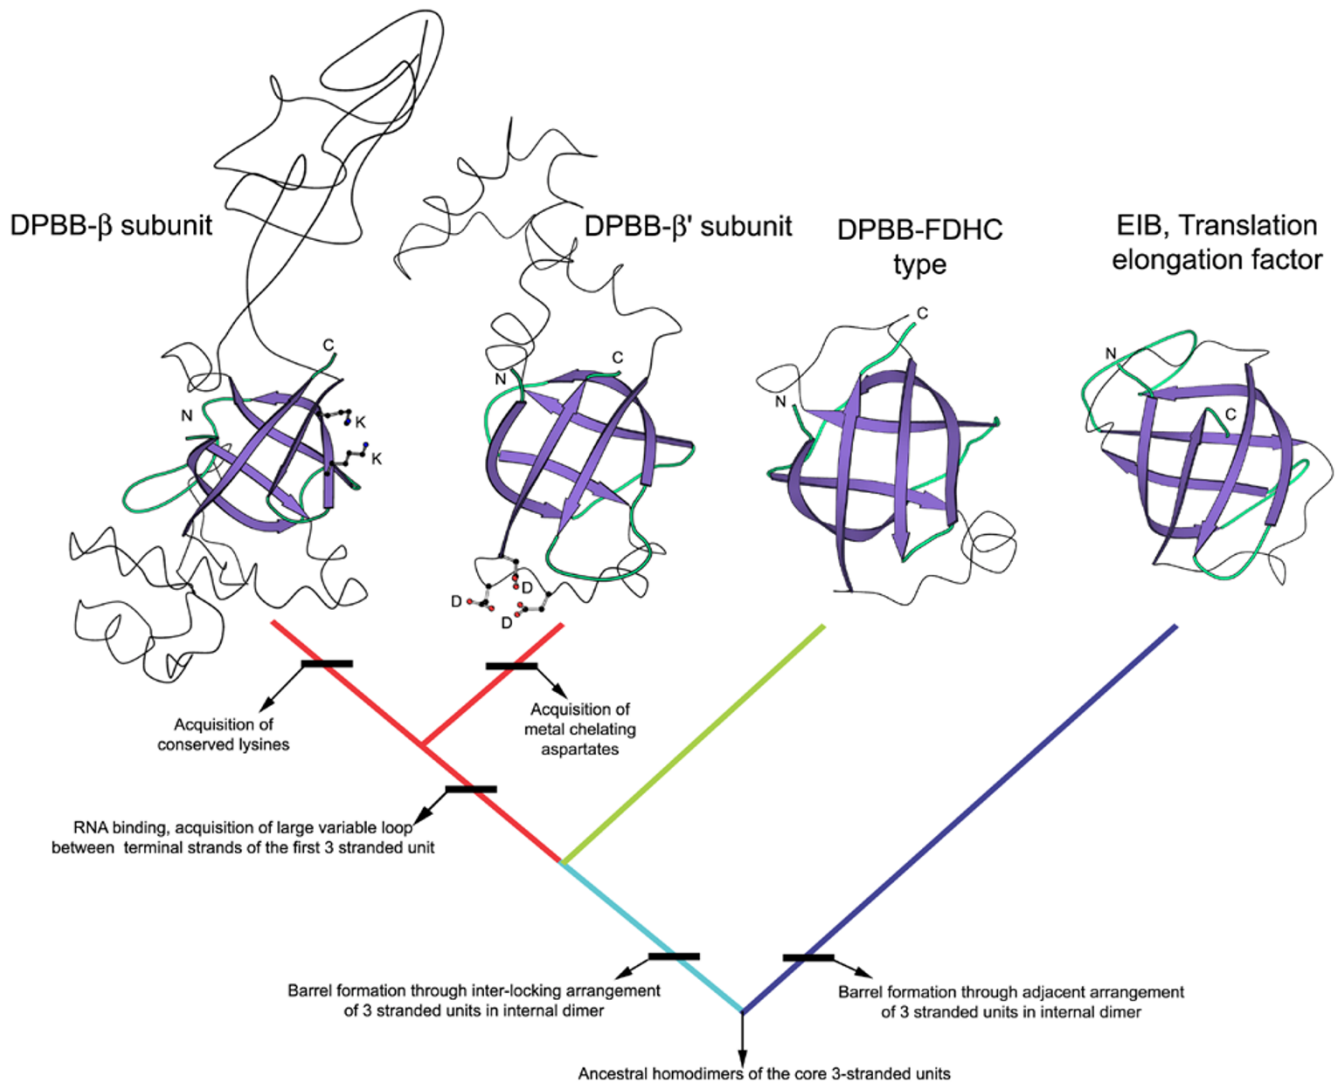 DPBB-β subunit
DPBB-β' subunit
DPBB-FDHC
type
EIB, Translation
elongation factor
C
N
K
K
C
N
D
D
D
C
N
N
C
Acquisition of
conserved lysines
Acquisition of
metal chelating
aspartates
RNA binding, acquisition of large variable loop
between terminal strands of the first 3 stranded unit
Barrel formation through inter-locking arrangement
of 3 stranded units in internal dimer
Barrel formation through adjacent arrangement
of 3 stranded units in internal dimer
Ancestral homodimers of the core 3-stranded units